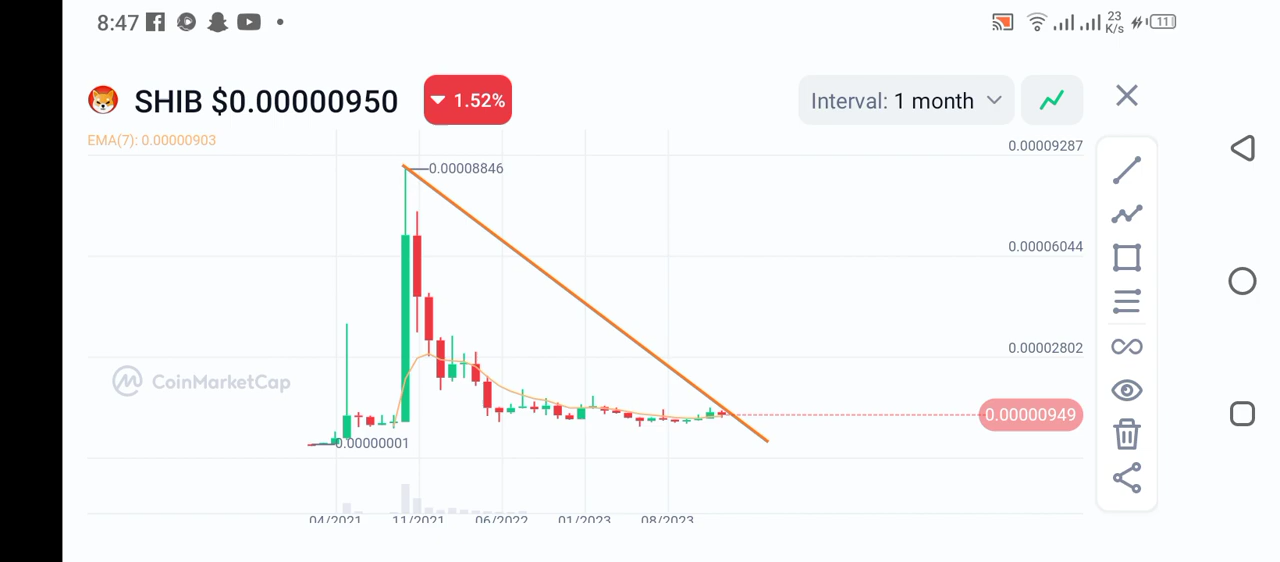 8:47
23
K/s
11
SHIB $0.00000950
1.52%
Interval: 1 month
EMA(7): 0.00000903
0.00009287
0.00008846
0.00006044
0.00002802
CoinMarketCap
0.00000949
0.00000001
04/2021 11/2021 06/2022 01/2023 08/2023